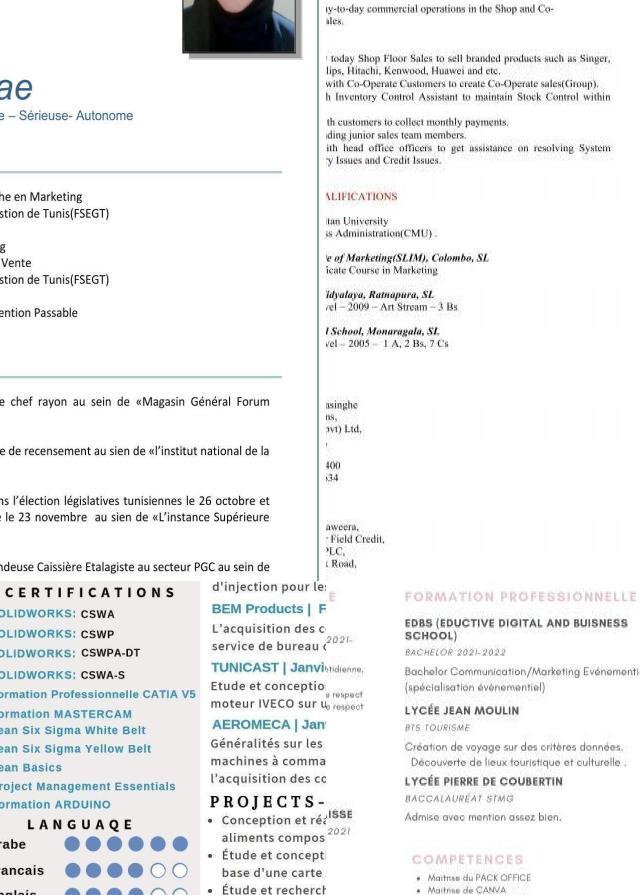 ae
e – Sérieuse- Autonome
he en Marketing
stion de Tunis(FSEGT)
g
Vente
stion de Tunis(FSEGT)
ention Passable
e chef rayon au sein de «Magasin Général Forum
e de recensement au sien de «l'institut national de la
ns l'élection législatives tunisiennes le 26 octobre et
e le 23 novembre au sien de «L'instance Supérieure
ndeuse Caissière Etalagiste au secteur PGC au sein de
y-to-day commercial operations in the Shop and Co-
ales.
today Shop Floor Sales to sell branded products such as Singer,
lips, Hitachi, Kenwood, Huawei and etc.
with Co-Operate Customers to create Co-Operate sales(Group).
h Inventory Control Assistant to maintain Stock Control within
th customers to collect monthly payments.
ding junior sales team members.
ith head office officers to get assistance on resolving System
y Issues and Credit Issues.
ALIFICATIONS
itan University
ss Administration(CMU) .
e of Marketing(SLIM), Colombo, SL
icate Course in Marketing
idyalaya, Ratnapura, SL
vel – 2009 – Art Stream – 3 Bs
l School, Monaragala, SL
vel – 2005 – 1 A, 2 Bs, 7 Cs
asinghe
ns,
pvt) Ltd,
,
400
634
aweera,
r Field Credit,
PLC,
k Road,
CERTIFICATIONS
OLIDWORKS: CSWA
OLIDWORKS: CSWP
OLIDWORKS: CSWPA-DT
OLIDWORKS: CSWA-S
ormation Professionnelle CATIA V5
ormation MASTERCAM
ean Six Sigma White Belt
ean Six Sigma Yellow Belt
ean Basics
roject Management Essentials
ormation ARDUINO
LANGUAGE
rabe
rancais
nglais
d'injection pour les
BEM Products | F
L'acquisition des c
service de bureau d
TUNICAST | Janvi
Etude et conceptio
moteur IVECO sur u
AEROMECA | Jan
Généralités sur les
machines à comma
l'acquisition des co
PROJECTS-
• Conception et réa
aliments compos
• Étude et concepti
base d'une carte
• Étude et recherch
E
2021-
ntidienne,
e respect
e respect
ISSE
2021
FORMATION PROFESSIONNELLE
EDBS (EDUCTIVE DIGITAL AND BUISNESS
SCHOOL)
BACHELOR 2021-2022
Bachelor Communication/Marketing Evénementi
(spécialisation évènementiel)
LYCÉE JEAN MOULIN
BTS TOURISME
Création de voyage sur des critères données.
Découverte de lieux touristique et culturelle .
LYCÉE PIERRE DE COUBERTIN
BACCALAURÉAT STMG
Admise avec mention assez bien.
COMPETENCES
• Maitrise du PACK OFFICE
• Maitrise de CANVA